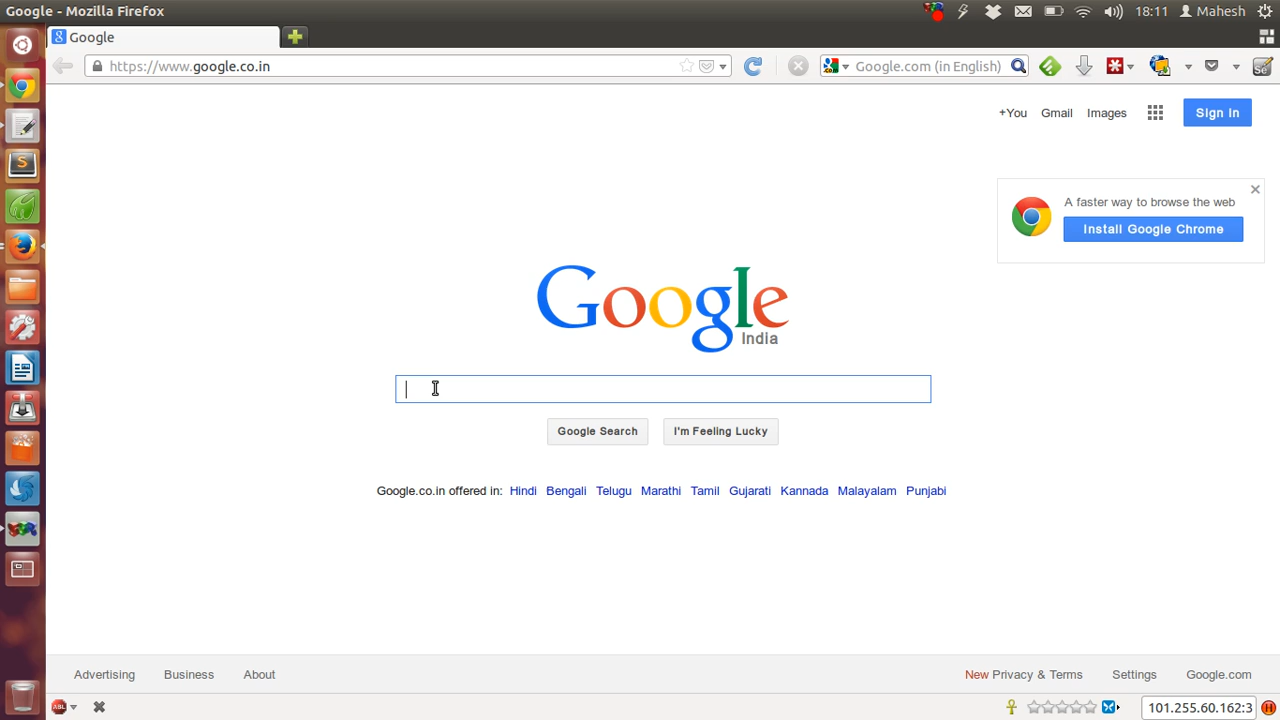 Google - Mozilla Firefox
18:11 Mahesh
Google
https://www.google.co.in
Google.com (in English)
+You Gmail Images Sign in
A faster way to browse the web
Install Google Chrome
Google
India
Google Search I'm Feeling Lucky
Google.co.in offered in: Hindi Bengali Telugu Marathi Tamil Gujarati Kannada Malayalam Punjabi
Advertising Business About New Privacy & Terms Settings Google.com
ABL 101.255.60.162:3